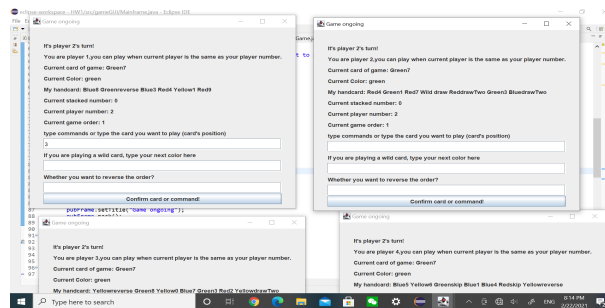 eclipse-workspace - HW1/src/gameGUI/Mainframe.java - Eclipse IDE
Game ongoing
It's player 2's turn!
You are player 1,you can play when current player is the same as your player number.
Current card of game: Green7
Current Color: green
My handcard: Blue8 Greenreverse Blue3 Red4 Yellow1 Red9
Current stacked number: 0
Current player number: 2
Current game order: 1
type commands or type the card you want to play (card's position)
3
If you are playing a wild card, type your next color here
Whether you want to reverse the order?
Confirm card or command!
Game ongoing
It's player 2's turn!
You are player 2,you can play when current player is the same as your player number.
Current card of game: Green7
Current Color: green
My handcard: Red4 Green1 Red7 Wild draw ReddrawTwo Green3 BluedrawTwo
Current stacked number: 0
Current player number: 2
Current game order: 1
type commands or type the card you want to play (card's position)
If you are playing a wild card, type your next color here
Whether you want to reverse the order?
Confirm card or command!
pubFrame.setTitle("Game ongoing");
Game ongoing
It's player 2's turn!
You are player 3,you can play when current player is the same as your player number.
Current card of game: Green7
Current Color: green
My handcard: Yellowreverse Green8 Yellow0 Blue7 Green3 Red2 YellowdrawTwo
Game ongoing
It's player 2's turn!
You are player 4,you can play when current player is the same as your player number.
Current card of game: Green7
Current Color: green
My handcard: Blue5 Yellow6 Greenskip Blue1 Blue4 Redskip Yellowreverse
Type here to search
ENG
8:14 PM
2/22/2021